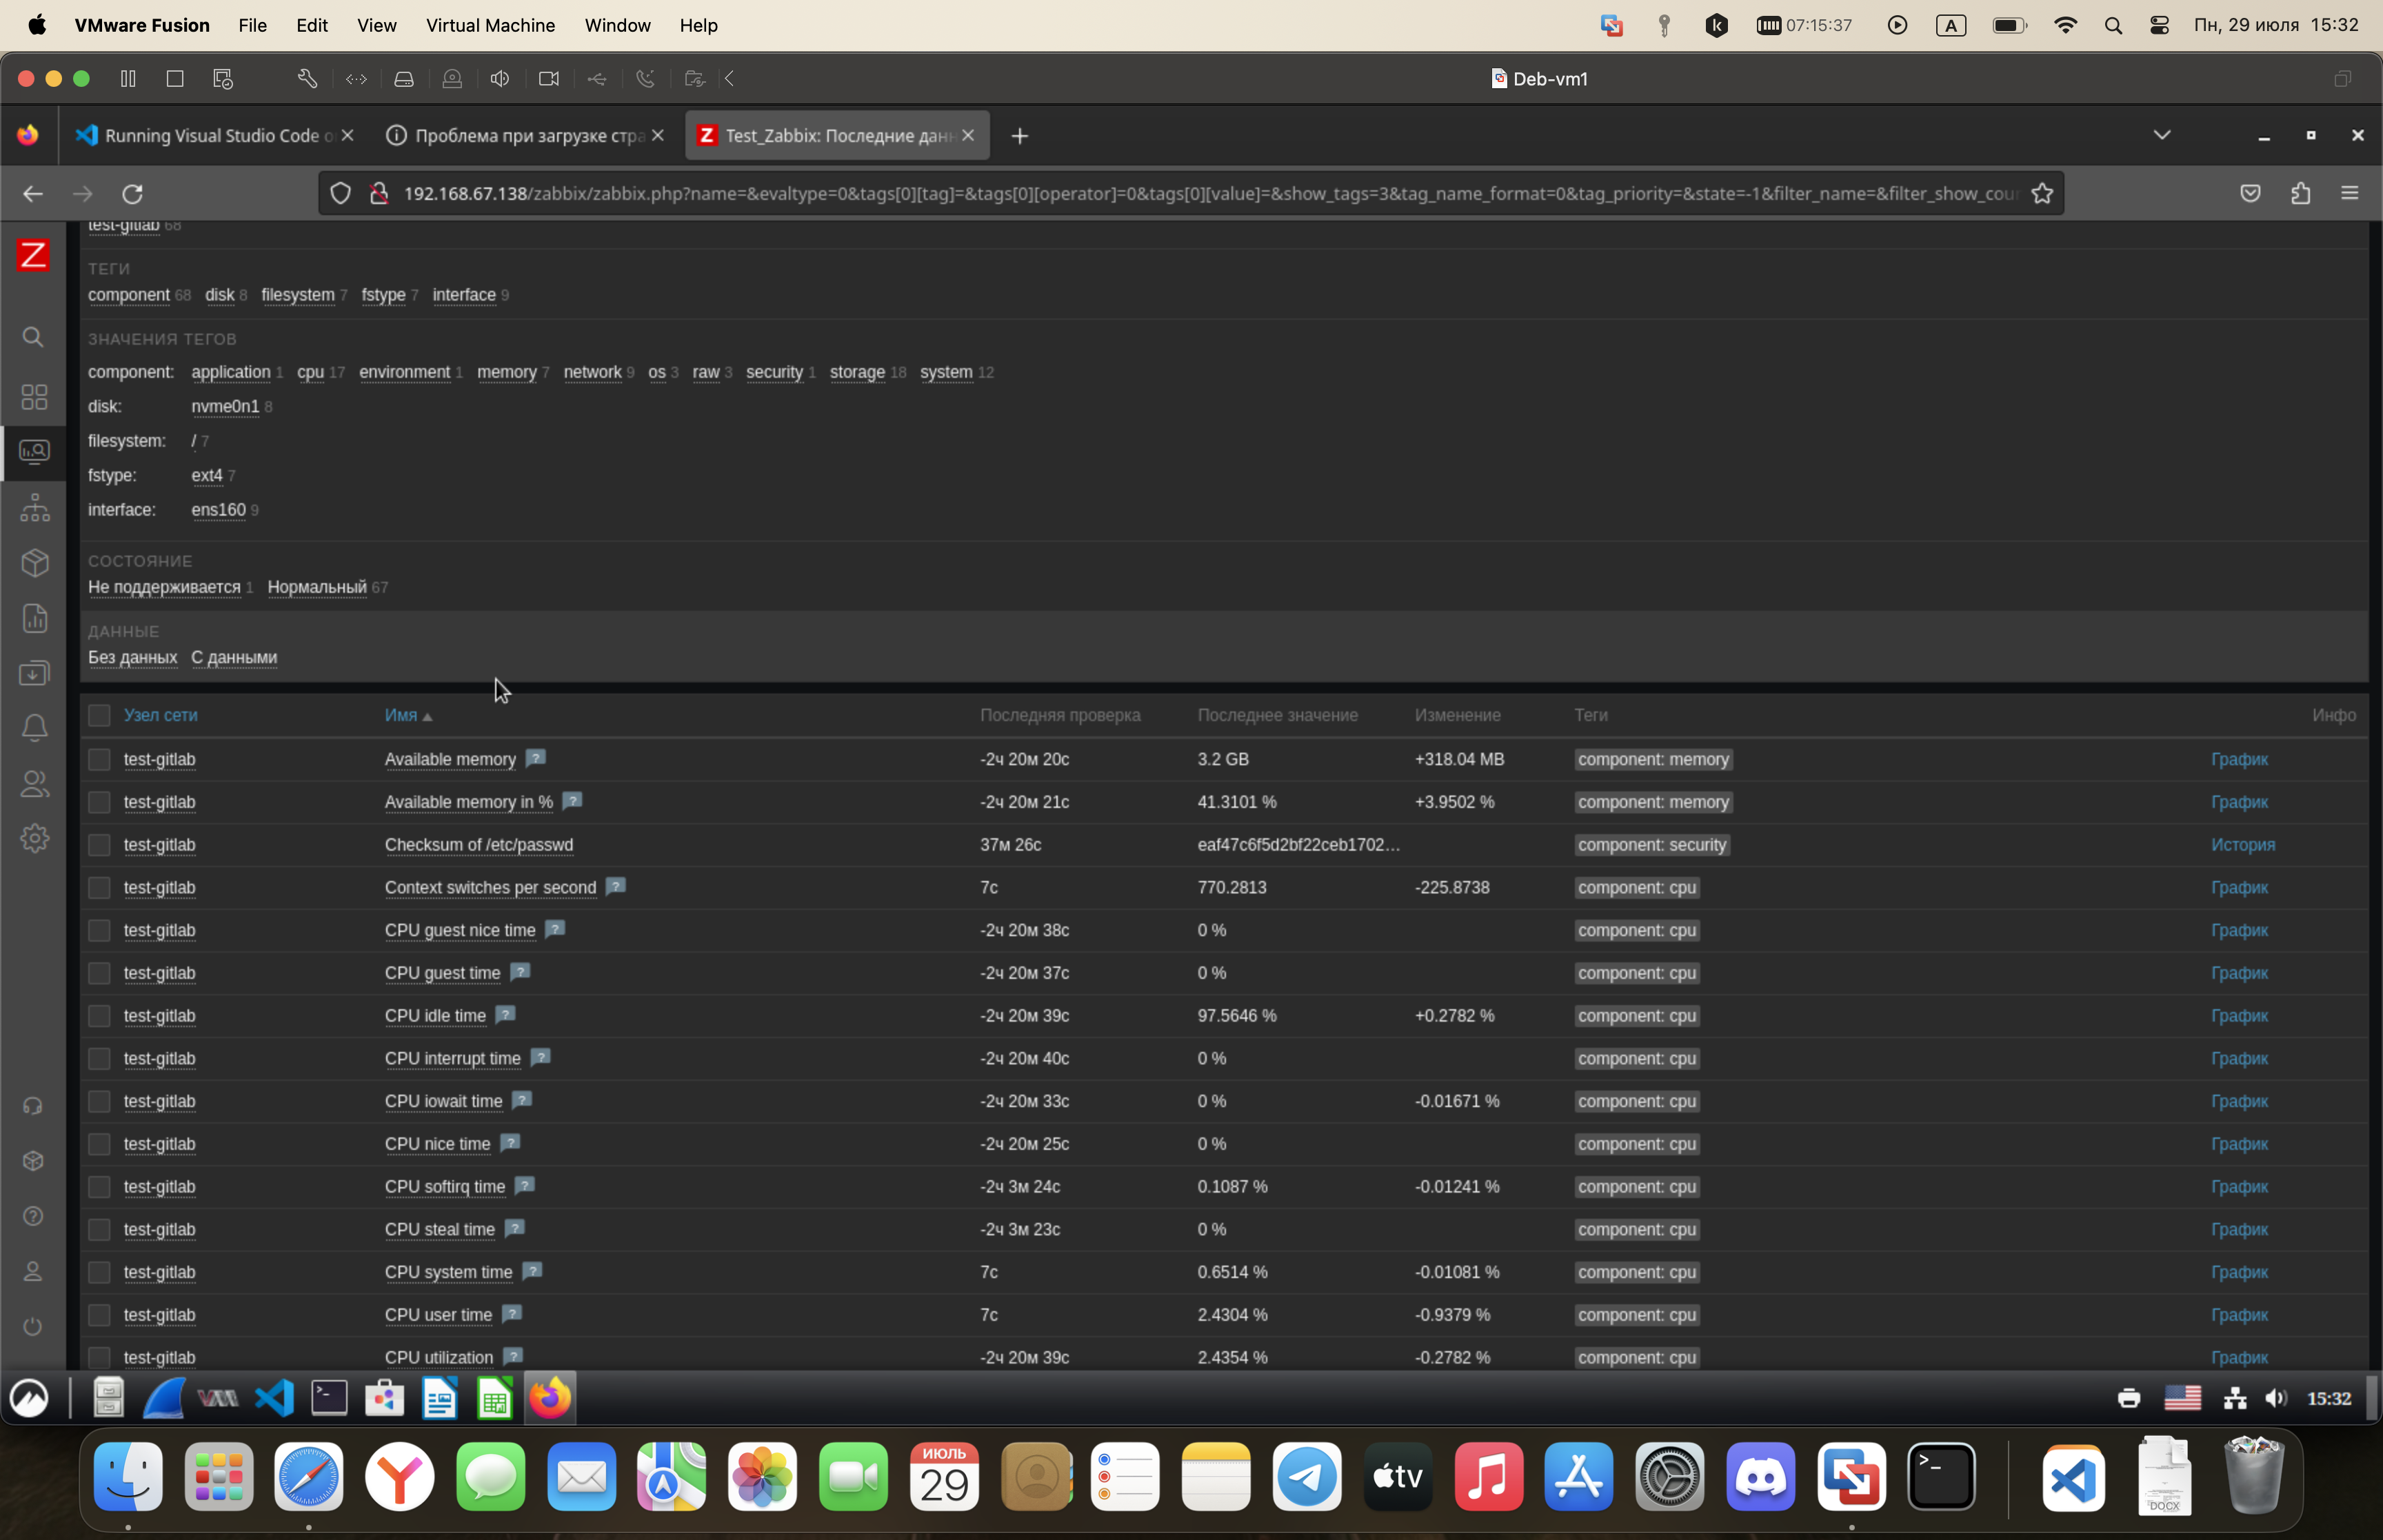 VMware Fusion File Edit View Virtual Machine Window Help 07:15:37 A Пн, 29 июля 15:32
Deb-vm1
Running Visual Studio Code o Проблема при загрузке стра Z Test_Zabbix: Последние данн
192.168.67.138/zabbix/zabbix.php?name=&evaltype=0&tags[0][tag]=&tags[0][operator]=0&tags[0][value]=&show_tags=3&tag_name_format=0&tag_priority=&state=-1&filter_name=&filter_show_cou
Z
test-gitlab 68
ТЕГИ
component 68 disk 8 filesystem 7 fstype 7 interface 9
ЗНАЧЕНИЯ ТЕГОВ
component: application 1 cpu 17 environment 1 memory 7 network 9 os 3 raw 3 security 1 storage 18 system 12
disk: nvme0n1 8
filesystem: / 7
fstype: ext4 7
interface: ens160 9
СОСТОЯНИЕ
Не поддерживается 1 Нормальный 67
ДАННЫЕ
Без данных С данными
Узел сети Имя Последняя проверка Последнее значение Изменение Теги Инфо
test-gitlab Available memory ? -2ч 20м 20с 3.2 GB +318.04 MB component: memory График
test-gitlab Available memory in % ? -2ч 20м 21с 41.3101 % +3.9502 % component: memory График
test-gitlab Checksum of /etc/passwd 37м 26с eaf47c6f5d2bf22ceb1702... component: security История
test-gitlab Context switches per second ? 7с 770.2813 -225.8738 component: cpu График
test-gitlab CPU guest nice time ? -2ч 20м 38с 0 % component: cpu График
test-gitlab CPU guest time ? -2ч 20м 37с 0 % component: cpu График
test-gitlab CPU idle time ? -2ч 20м 39с 97.5646 % +0.2782 % component: cpu График
test-gitlab CPU interrupt time ? -2ч 20м 40с 0 % component: cpu График
test-gitlab CPU iowait time ? -2ч 20м 33с 0 % -0.01671 % component: cpu График
test-gitlab CPU nice time ? -2ч 20м 25с 0 % component: cpu График
test-gitlab CPU softirq time ? -2ч 3м 24с 0.1087 % -0.01241 % component: cpu График
test-gitlab CPU steal time ? -2ч 3м 23с 0 % component: cpu График
test-gitlab CPU system time ? 7с 0.6514 % -0.01081 % component: cpu График
test-gitlab CPU user time ? 7с 2.4304 % -0.9379 % component: cpu График
test-gitlab CPU utilization ? -2ч 20м 39с 2.4354 % -0.2782 % component: cpu График
15:32
ИЮЛЬ
29
tv
DOCX